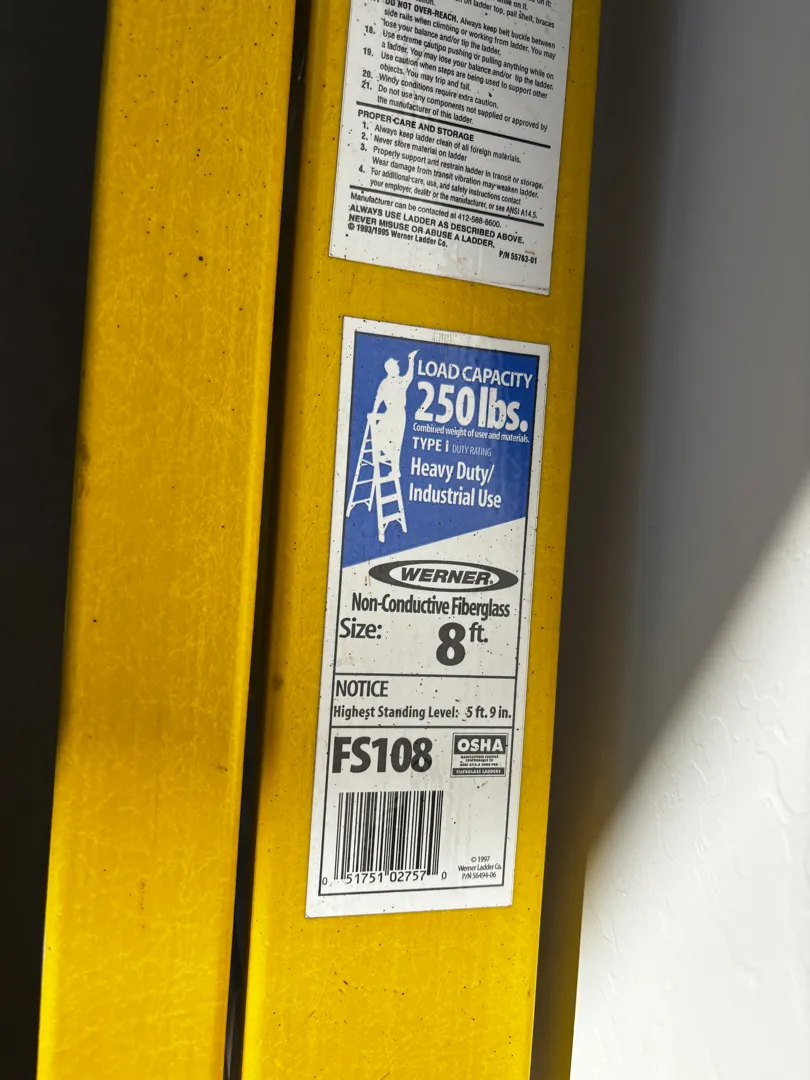 on ladder top, pail shelf, braces
DO NOT OVER-REACH. Always keep belt buckle between
side rails when climbing or working from ladder. You may
lose your balance and/or tip the ladder.
18. Use extreme caution pushing or pulling anything while on
a ladder. You may lose your balance and/or tip the ladder.
19. Use caution when steps are being used to support other
objects. You may trip and fall.
20. Windy conditions require extra caution.
21. Do not use any components not supplied or approved by
the manufacturer of this ladder.
PROPER CARE AND STORAGE
1. Always keep ladder clean of all foreign materials.
2. Never store material on ladder
3. Properly support and restrain ladder in transit or storage.
Wear damage from transit vibration may weaken ladder.
4. For additional care, use, and safety instructions contact
your employer, dealer or the manufacturer, or see ANSI A14.5.
Manufacturer can be contacted at 412-588-8600.
ALWAYS USE LADDER AS DESCRIBED ABOVE.
NEVER MISUSE OR ABUSE A LADDER.
© 1993/1995 Werner Ladder Co.
P/N 55763-01
LOAD CAPACITY
250 lbs.
Combined weight of user and materials.
TYPE I DUTY RATING
Heavy Duty/
Industrial Use
WERNER®
Non-Conductive Fiberglass
Size: 8 ft.
NOTICE
Highest Standing Level: 5 ft. 9 in.
FS108
OSHA
FIBERGLASS LADDERS
0 51751 02757 0
© 1997
Werner Ladder Co.
P/N 56494-06